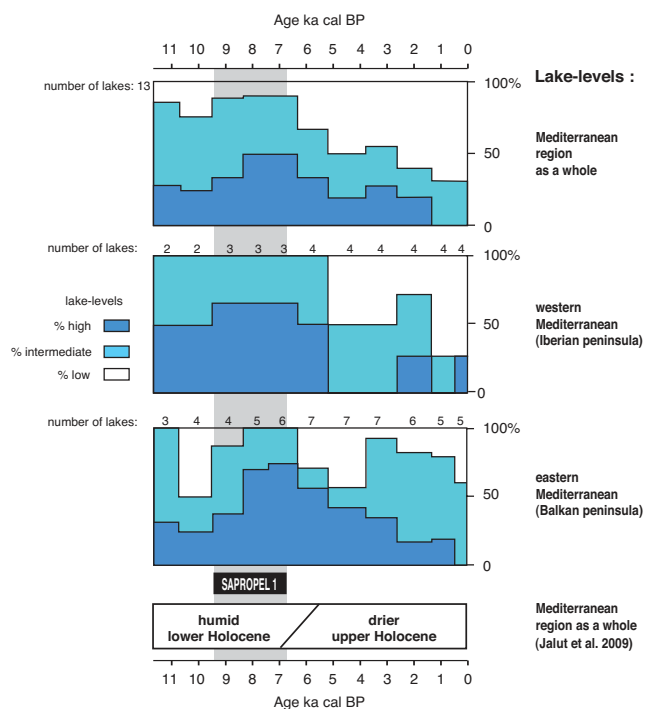 Age ka cal BP
11 10 9 8 7 6 5 4 3 2 1 0
number of lakes: 13
100%
50
0
Lake-levels :
Mediterranean
region
as a whole
number of lakes:
2 2 3 3 3 4 4 4 4 4 4
100%
50
0
lake-levels
% high
% intermediate
% low
western
Mediterranean
(Iberian peninsula)
number of lakes:
3 4 4 5 6 7 7 7 6 5 5
100%
50
0
eastern
Mediterranean
(Balkan peninsula)
SAPROPEL 1
humid
lower Holocene
drier
upper Holocene
Mediterranean
region as a whole
(Jalut et al. 2009)
11 10 9 8 7 6 5 4 3 2 1 0
Age ka cal BP